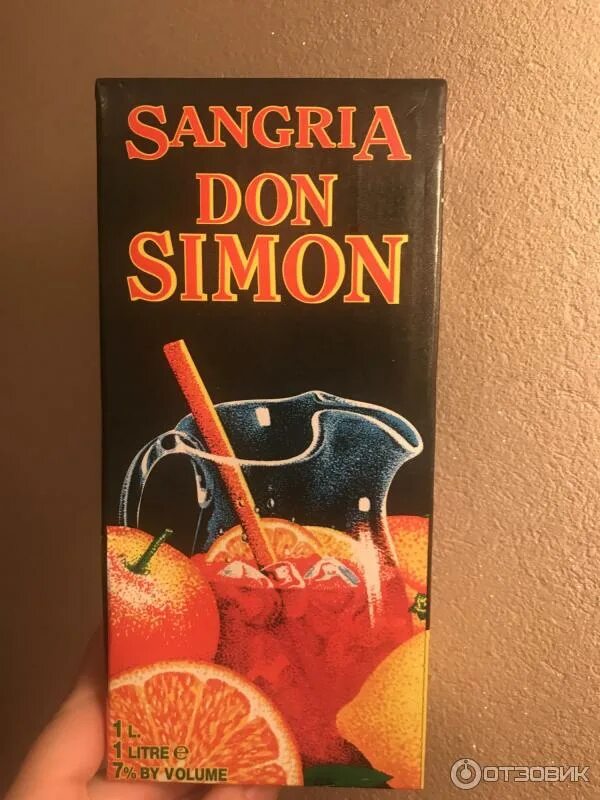 SANGRIA
DON
SIMON
1 L.
1 LITRE ℮
7% BY VOLUME
ОТЗОВИК